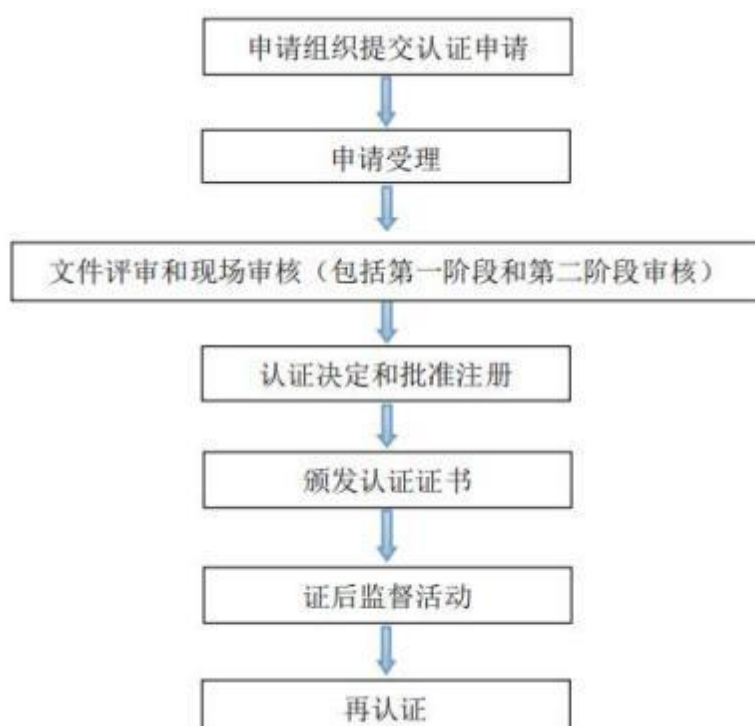 申请组织提交认证申请
申请受理
文件评审和现场审核（包括第一阶段和第二阶段审核）
认证决定和批准注册
颁发认证证书
证后监督活动
再认证